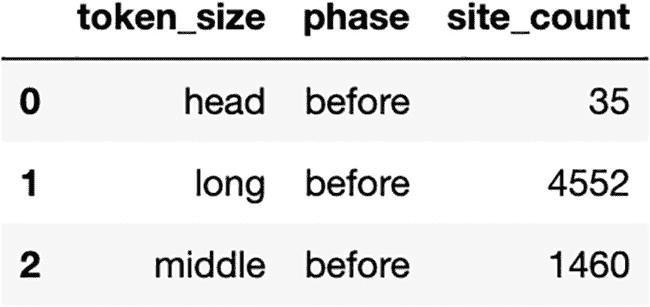 token_size phase site_count
0 head before 35
1 long before 4552
2 middle before 1460